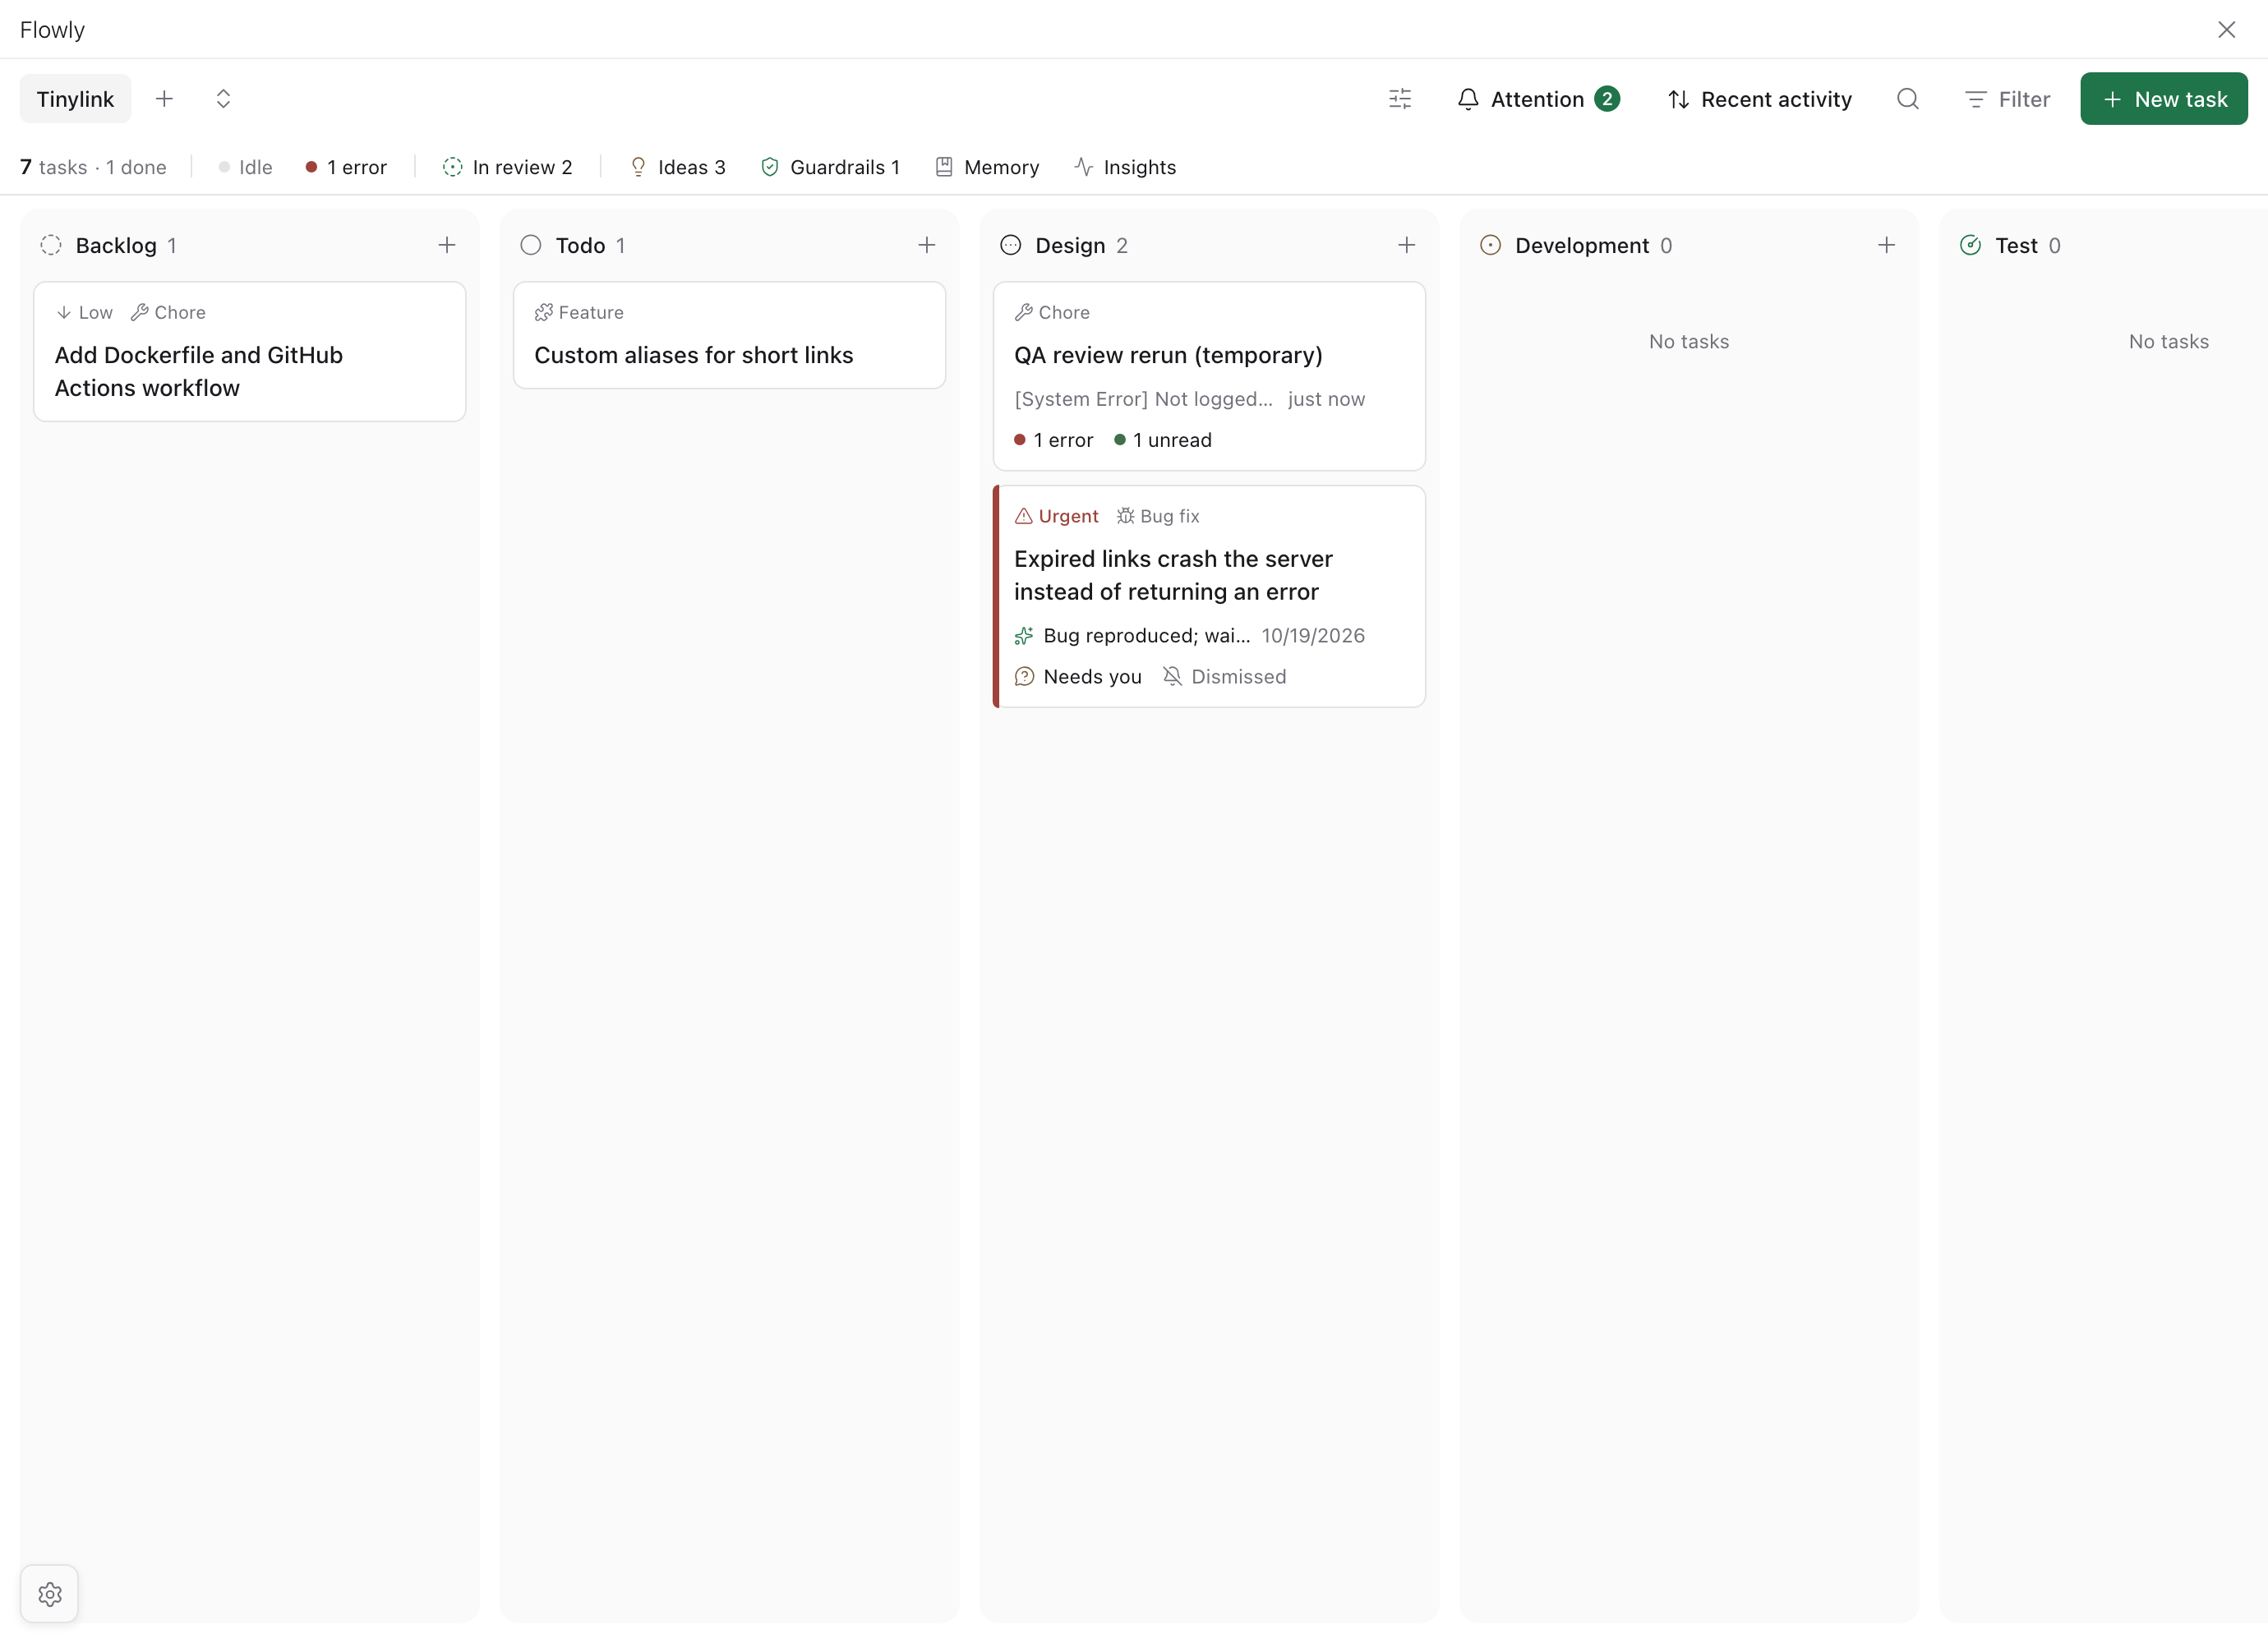 Flowly
Tinylink
Attention 2
Recent activity
Filter
New task
7 tasks · 1 done
Idle
1 error
In review 2
Ideas 3
Guardrails 1
Memory
Insights
Backlog 1
Low Chore
Add Dockerfile and GitHub
Actions workflow
Todo 1
Feature
Custom aliases for short links
Design 2
Chore
QA review rerun (temporary)
[System Error] Not logged... just now
1 error 1 unread
Urgent Bug fix
Expired links crash the server
instead of returning an error
Bug reproduced; wai... 10/19/2026
Needs you Dismissed
Development 0
No tasks
Test 0
No tasks